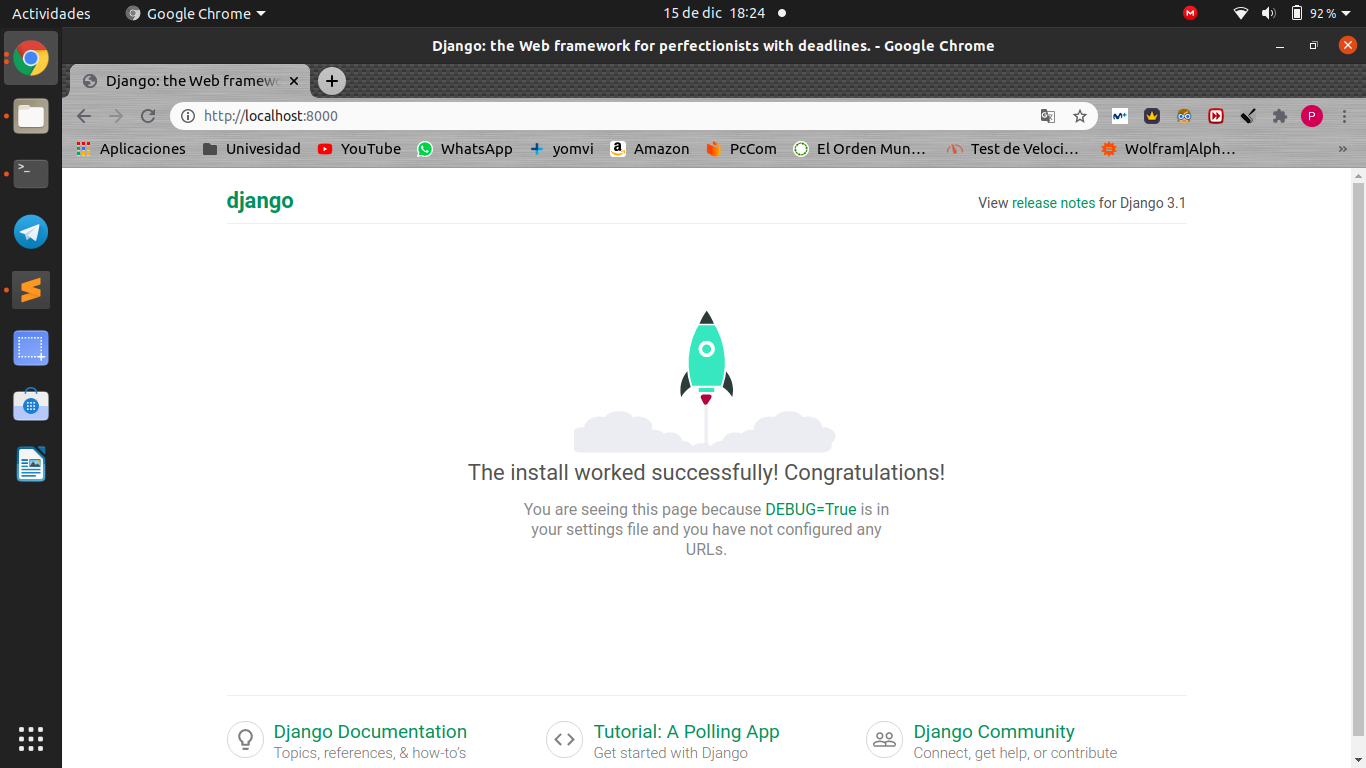 Actividades Google Chrome 15 de dic 18:24 92 %
Django: the Web framework for perfectionists with deadlines. - Google Chrome
Django: the Web framew
http://localhost:8000
P
Aplicaciones Univesidad YouTube WhatsApp yomvi Amazon PcCom El Orden Mun… Test de Veloci… Wolfram|Alph… »
django View release notes for Django 3.1
The install worked successfully! Congratulations!
You are seeing this page because DEBUG=True is in
your settings file and you have not configured any
URLs.
Django Documentation Tutorial: A Polling App Django Community
Topics, references, & how-to's Get started with Django Connect, get help, or contribute